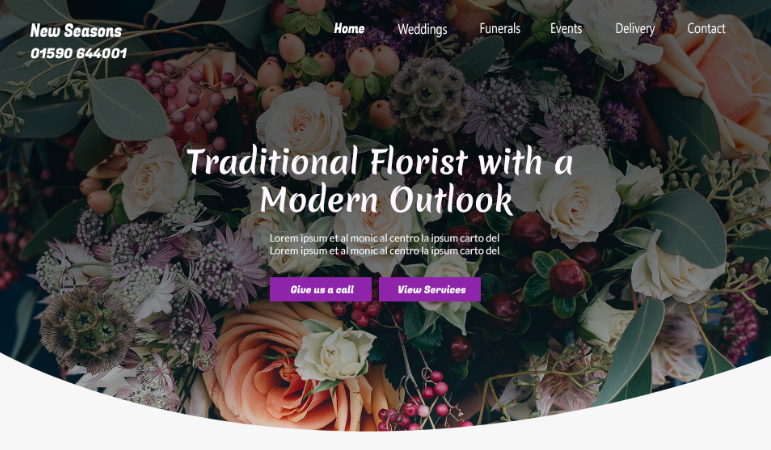 New Seasons
01590 644001
Home Weddings Funerals Events Delivery Contact
Traditional Florist with a
Modern Outlook
Lorem ipsum et al monic al centro la ipsum carto del
Lorem ipsum et al monic al centro la ipsum carto del
Give us a call View Services